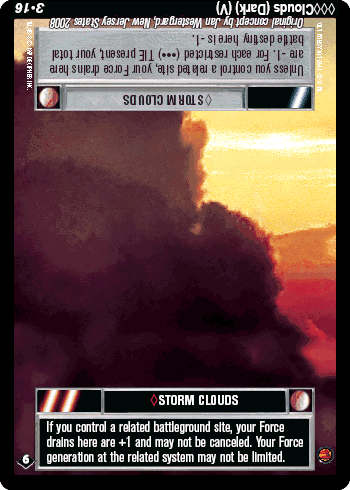 ◊◊◊Clouds (Dark) (V)
3-16
Original concept by Jan Westergard, New Jersey, United States 2008
Unless you control a related site, your Force drains here
are -1. For each restricted (•••) TIE present, your total
battle destiny here is -1.
◊STORM CLOUDS
◊STORM CLOUDS
If you control a related battleground site, your Force
drains here are +1 and may not be canceled. Your Force
generation at the related system may not be limited.
6